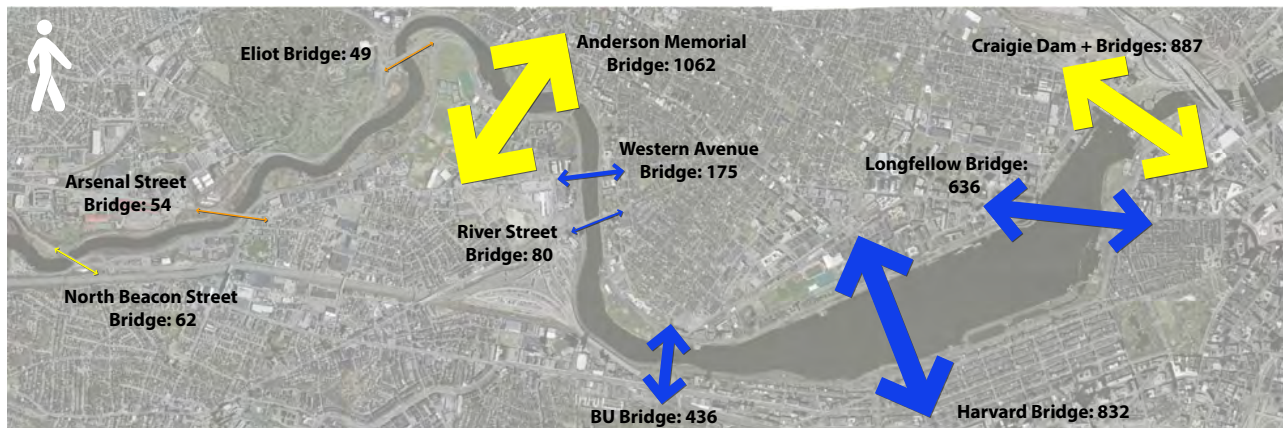 Eliot Bridge: 49
Anderson Memorial
Bridge: 1062
Craigie Dam + Bridges: 887
Western Avenue
Bridge: 175
Longfellow Bridge:
636
Arsenal Street
Bridge: 54
River Street
Bridge: 80
North Beacon Street
Bridge: 62
BU Bridge: 436
Harvard Bridge: 832